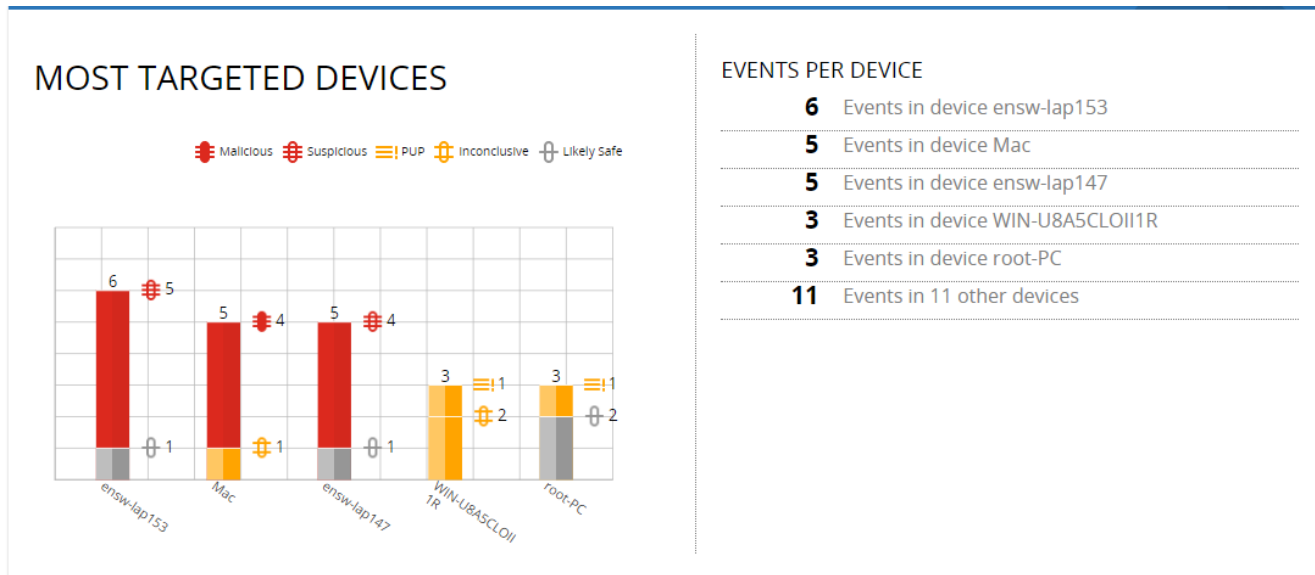 MOST TARGETED DEVICES
Malicious Suspicious PUP Inconclusive Likely Safe
6 5
5 4
5 4
3 1
3 1
2
2
1
1
1
ensw-lap153
Mac
ensw-lap147
WIN-U8A5CLOII
1R
root-PC
EVENTS PER DEVICE
6 Events in device ensw-lap153
5 Events in device Mac
5 Events in device ensw-lap147
3 Events in device WIN-U8A5CLOII1R
3 Events in device root-PC
11 Events in 11 other devices